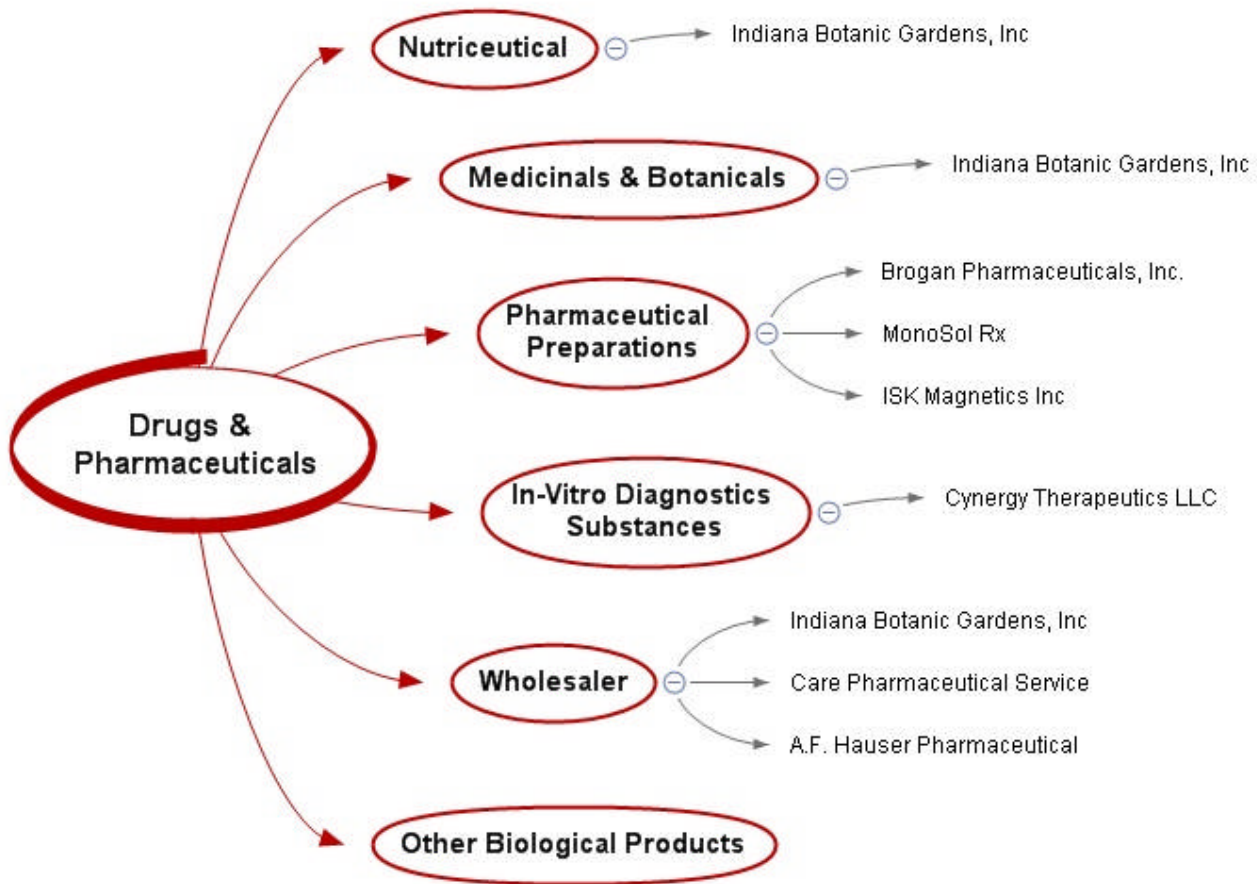 Nutriceutical
Indiana Botanic Gardens, Inc
Medicinals & Botanicals
Indiana Botanic Gardens, Inc
Pharmaceutical
Preparations
Brogan Pharmaceuticals, Inc.
MonoSol Rx
ISK Magnetics Inc
Drugs &
Pharmaceuticals
In-Vitro Diagnostics
Substances
Cynergy Therapeutics LLC
Wholesaler
Indiana Botanic Gardens, Inc
Care Pharmaceutical Service
A.F. Hauser Pharmaceutical
Other Biological Products